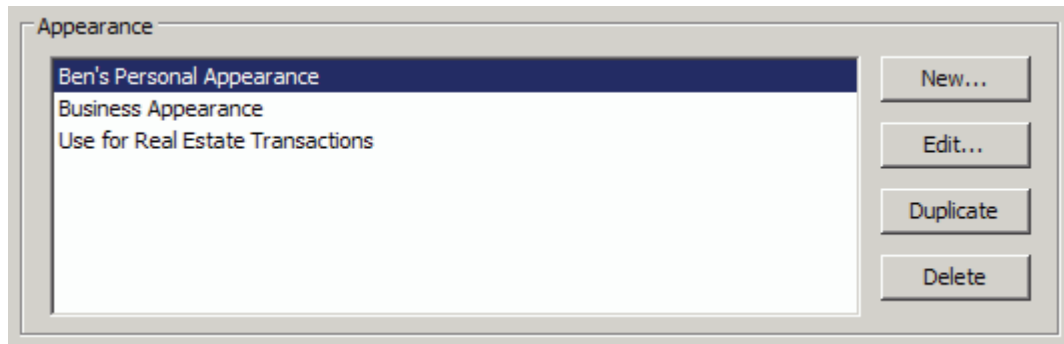 Appearance
Ben's Personal Appearance
Business Appearance
Use for Real Estate Transactions
New...
Edit...
Duplicate
Delete